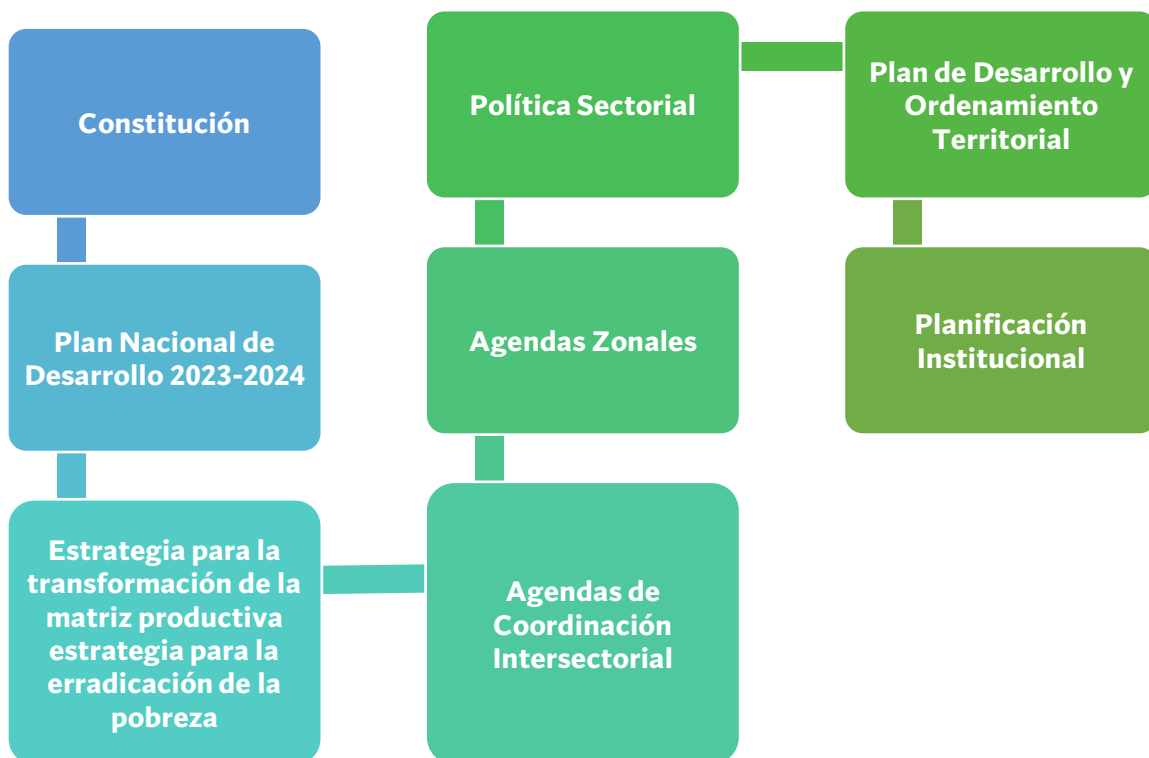 Constitución
Plan Nacional de
Desarrollo 2023-2024
Estrategia para la
transformación de la
matriz productiva
estrategia para la
erradicación de la
pobreza
Agendas de
Coordinación
Intersectorial
Agendas Zonales
Política Sectorial
Plan de Desarrollo y
Ordenamiento
Territorial
Planificación
Institucional